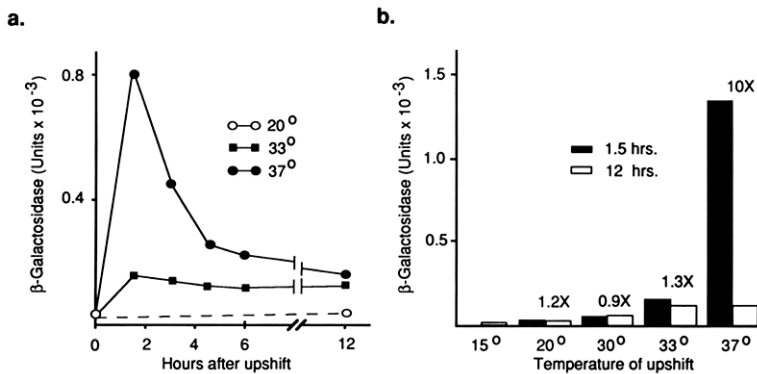 a.
β-Galactosidase (Units x 10⁻³)
0.8
0.4
20°
33°
37°
0 2 4 6 12
Hours after upshift
b.
β-Galactosidase (Units x 10⁻³)
1.5
1.0
0.5
1.5 hrs.
12 hrs.
1.2X
0.9X
1.3X
10X
15° 20° 30° 33° 37°
Temperature of upshift